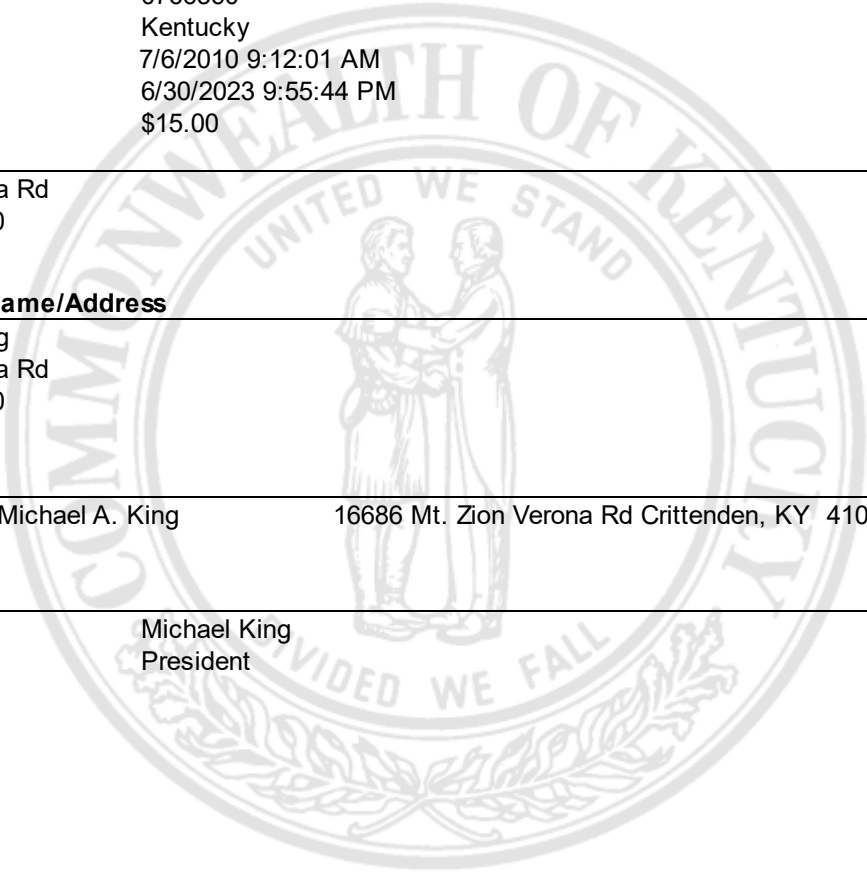 Kentucky
7/6/2010 9:12:01 AM
6/30/2023 9:55:44 PM
$15.00
a Rd
0
ame/Address
g
a Rd
0
Michael A. King 16686 Mt. Zion Verona Rd Crittenden, KY 410
Michael King
President
COMMONWEALTH OF KENTUCKY
UNITED WE STAND
DIVIDED WE FALL